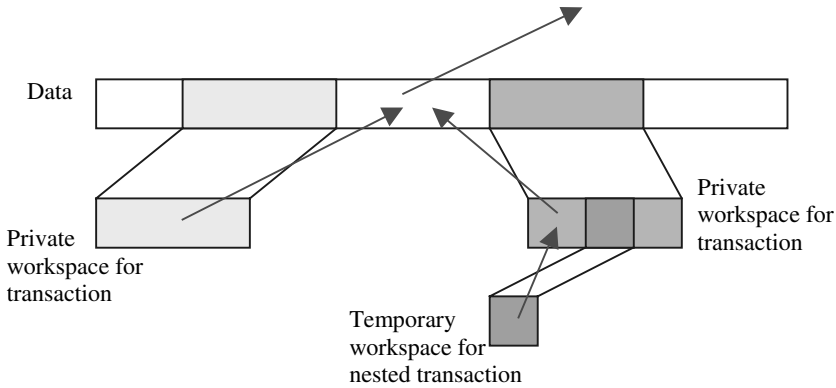 Data
Private
workspace for
transaction
Private
workspace for
transaction
Temporary
workspace for
nested transaction